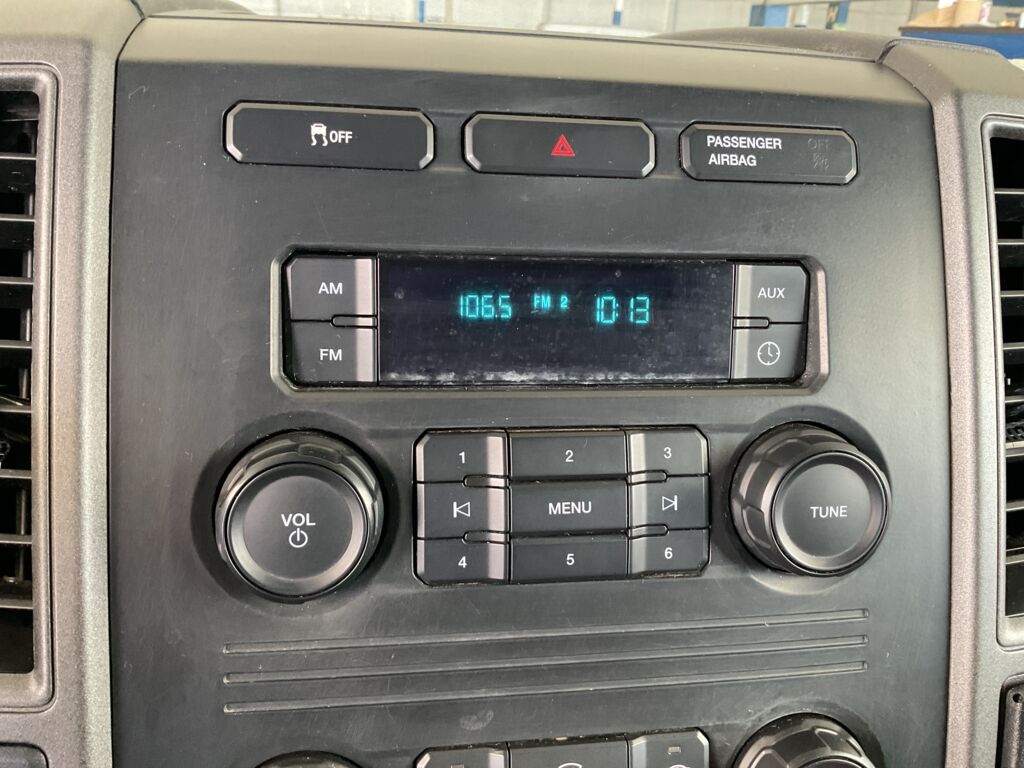 OFF
PASSENGER OFF
AIRBAG
AM
106.5 FM 2 10:13
AUX
FM
1 2 3
VOL
MENU
TUNE
4 5 6